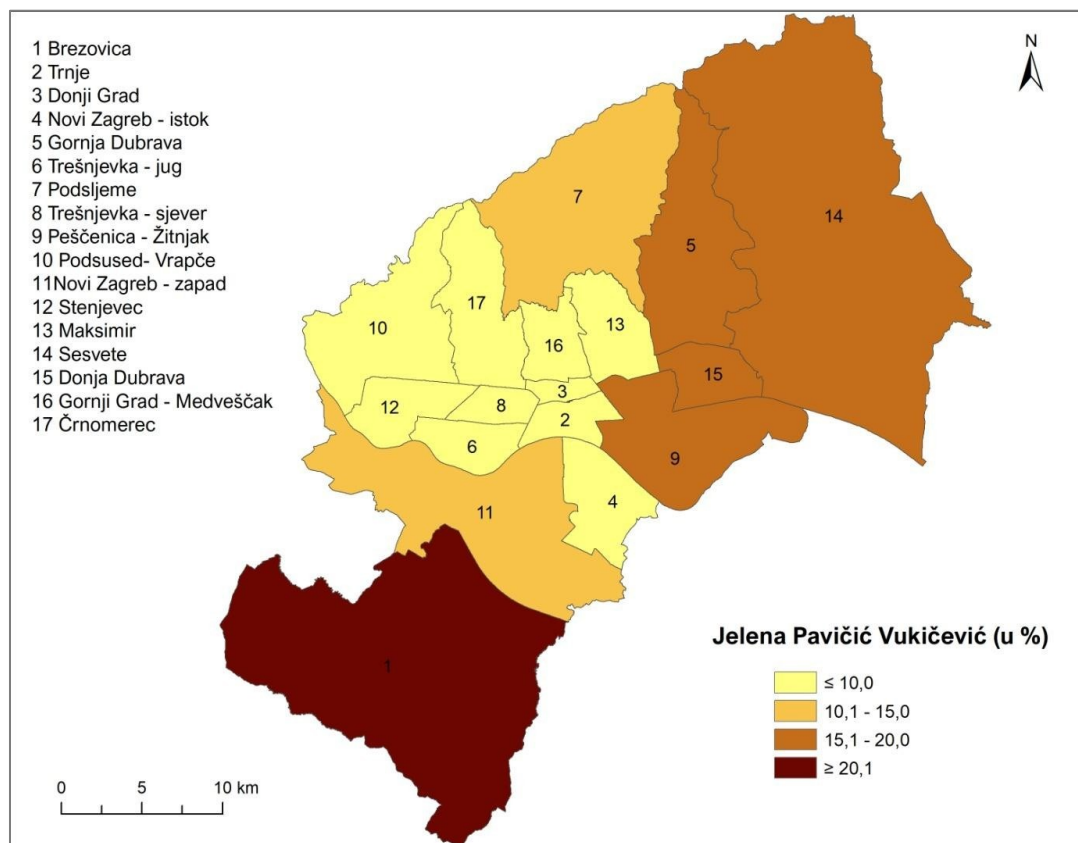 1 Brezovica
2 Trnje
3 Donji Grad
4 Novi Zagreb - istok
5 Gornja Dubrava
6 Trešnjevka - jug
7 Podsljeme
8 Trešnjevka - sjever
9 Peščenica - Žitnjak
10 Podsused- Vrapče
11Novi Zagreb - zapad
12 Stenjevec
13 Maksimir
14 Sesvete
15 Donja Dubrava
16 Gornji Grad - Medveščak
17 Črnomerec
N
7
14
5
17
13
10
16
15
3
12
8
2
6
9
4
11
1
Jelena Pavičić Vukičević (u %)
≤ 10,0
10,1 - 15,0
15,1 - 20,0
≥ 20,1
0 5 10 km